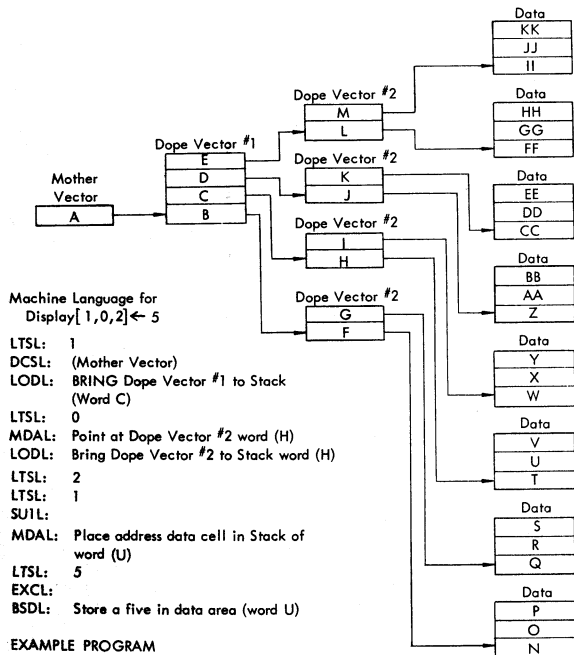 Data
KK
JJ
II
Dope Vector #2
M
L
Data
HH
GG
FF
Dope Vector #1
E
D
C
B
Mother
Vector
A
Dope Vector #2
K
J
Data
EE
DD
CC
Dope Vector #2
I
H
Data
BB
AA
Z
Dope Vector #2
G
F
Data
Y
X
W
Data
V
U
T
Data
S
R
Q
Data
P
O
N
Machine Language for
Display[ 1,0,2]← 5
LTSL: 1
DCSL: (Mother Vector)
LODL: BRING Dope Vector #1 to Stack
(Word C)
LTSL: 0
MDAL: Point at Dope Vector #2 word (H)
LODL: Bring Dope Vector #2 to Stack word (H)
LTSL: 2
LTSL: 1
SU1L:
MDAL: Place address data cell in Stack of
word (U)
LTSL: 5
EXCL:
BSDL: Store a five in data area (word U)
EXAMPLE PROGRAM